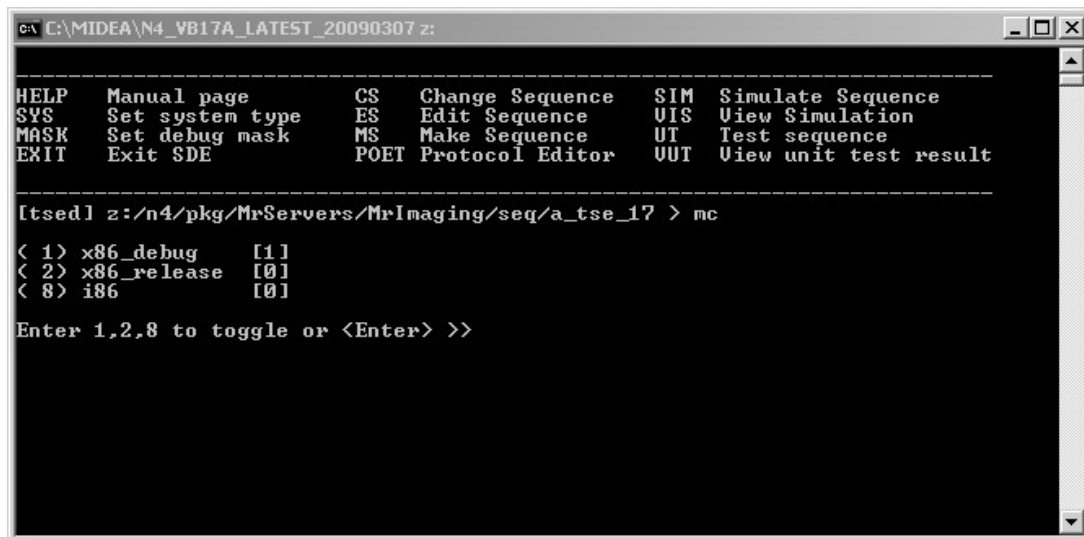 C:\MIDEA\N4_VB17A_LATEST_20090307 z:
HELP Manual page CS Change Sequence SIM Simulate Sequence
SYS Set system type ES Edit Sequence VIS View Simulation
MASK Set debug mask MS Make Sequence UT Test sequence
EXIT Exit SDE POET Protocol Editor VUT View unit test result
[tsed] z:/n4/pkg/MrServers/MrImaging/seq/a_tse_17 > mc
( 1) x86_debug [1]
( 2) x86_release [0]
( 8) i86 [0]
Enter 1,2,8 to toggle or <Enter> >>